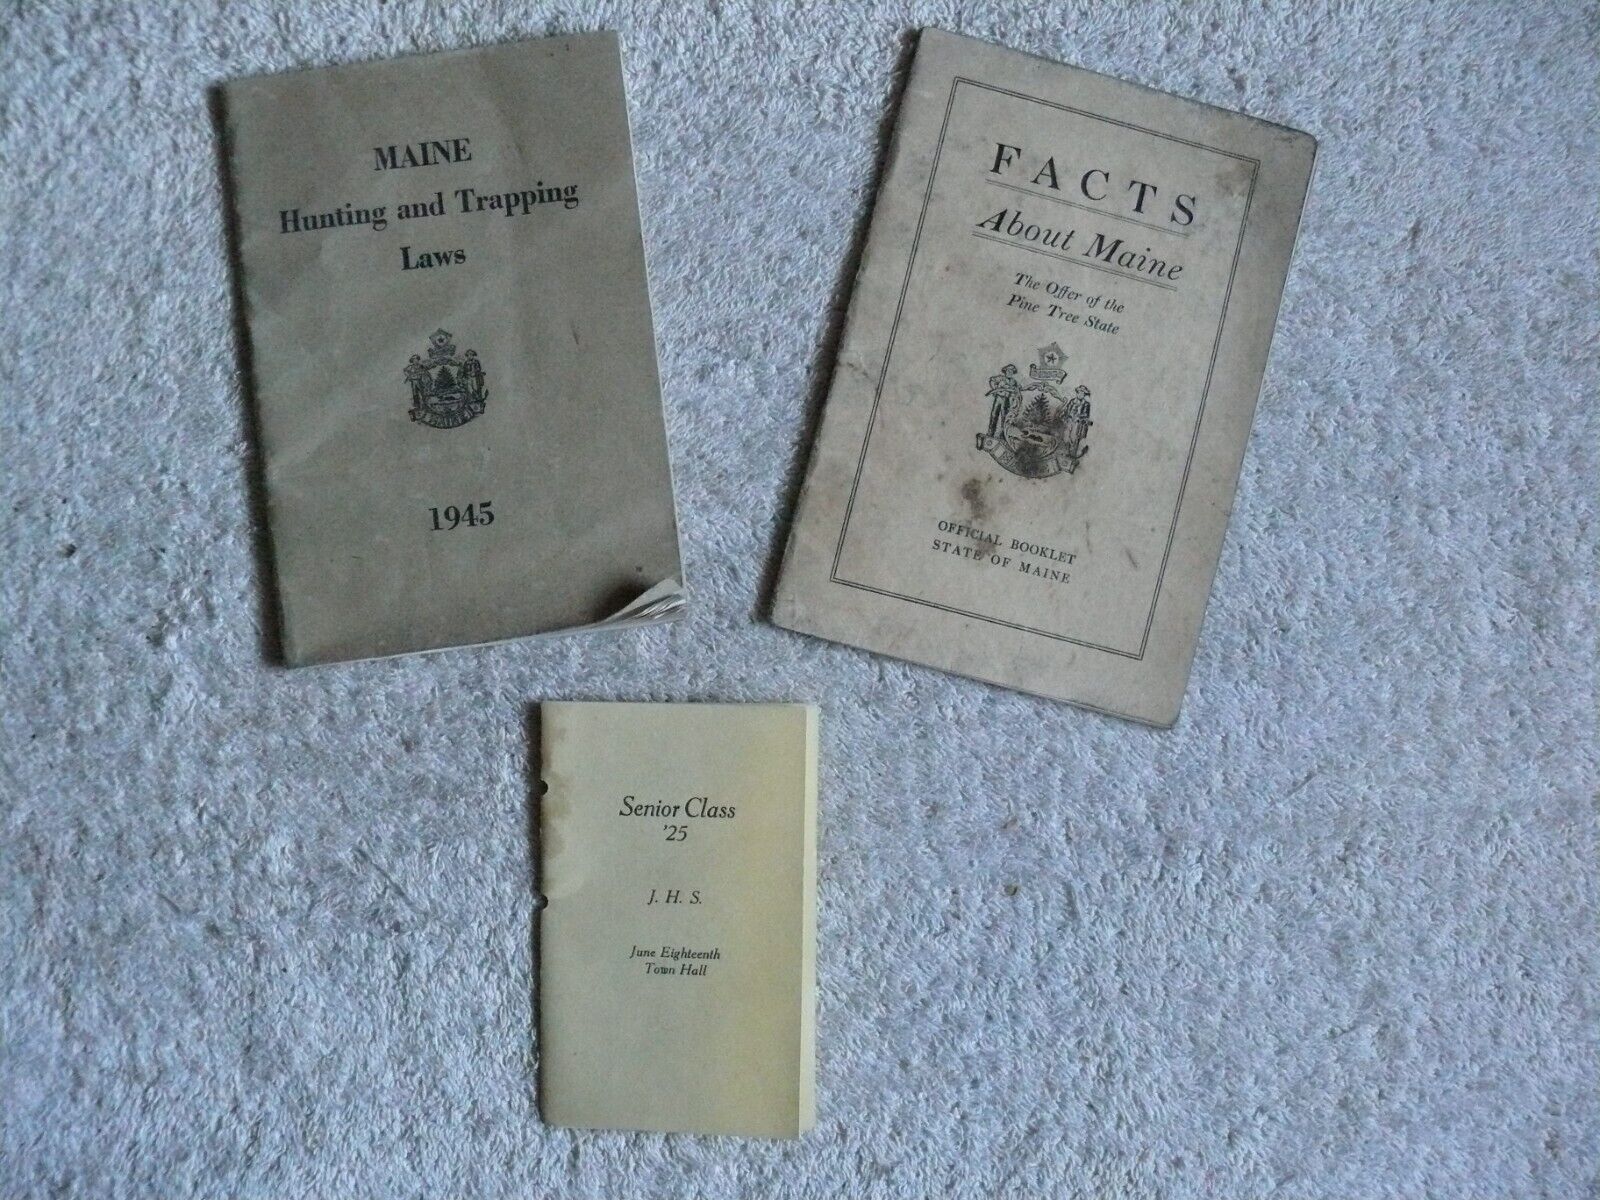 MAINE
Hunting and Trapping
Laws
1945
FACTS
About Maine
The Offer of the
Pine Tree State
OFFICIAL BOOKLET
STATE OF MAINE
Senior Class
'25
J. H. S.
June Eighteenth
Town Hall